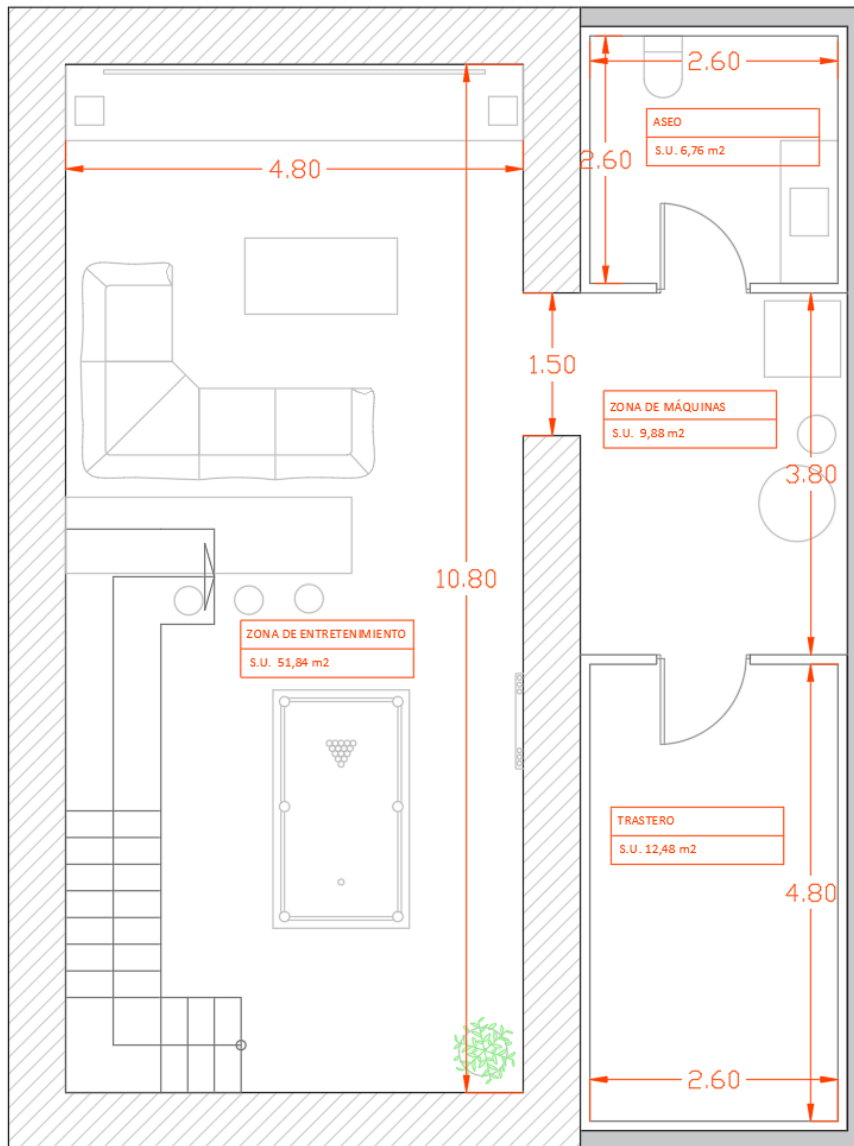 2.60
ASEO
S.U. 6,76 m2
2.60
4.80
1.50
ZONA DE MÁQUINAS
S.U. 9,88 m2
3.80
10.80
ZONA DE ENTRETENIMIENTO
S.U. 51,84 m2
TRASTERO
S.U. 12,48 m2
4.80
2.60